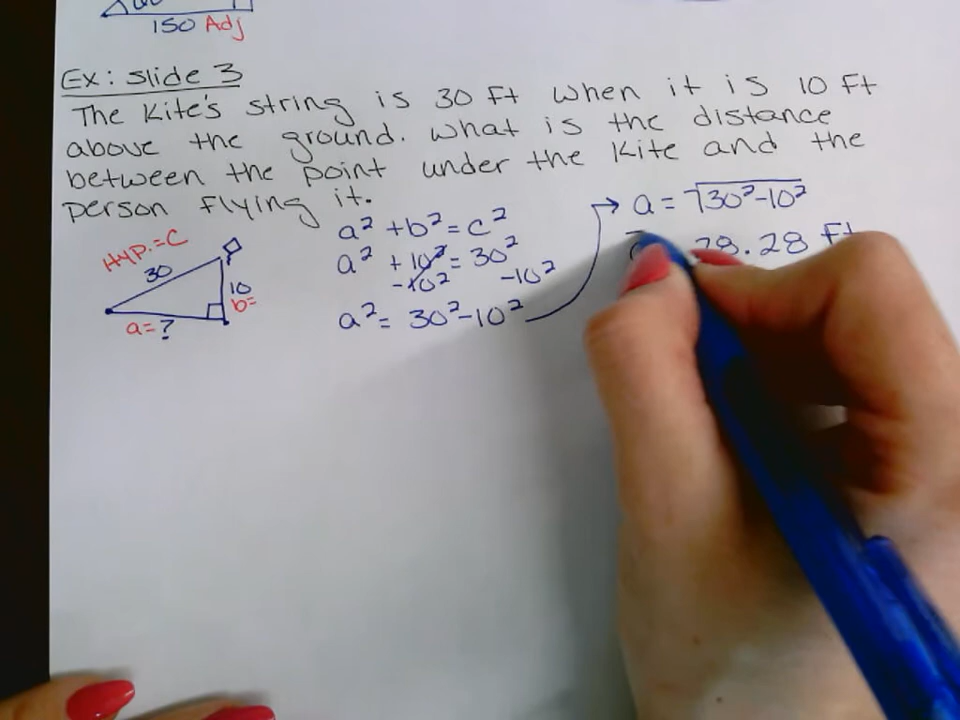 150 Adj
Ex: Slide 3
The Kite's string is 30 Ft when it is 10 Ft
above the ground. What is the distance
between the point under the Kite and the
person flying it.
Hyp.=C
30
10
b=
a=?
a²+b²=c²
a²+10²=30²
-10² -10²
a²=30²-10²
a=√30²-10²
28.28 Ft